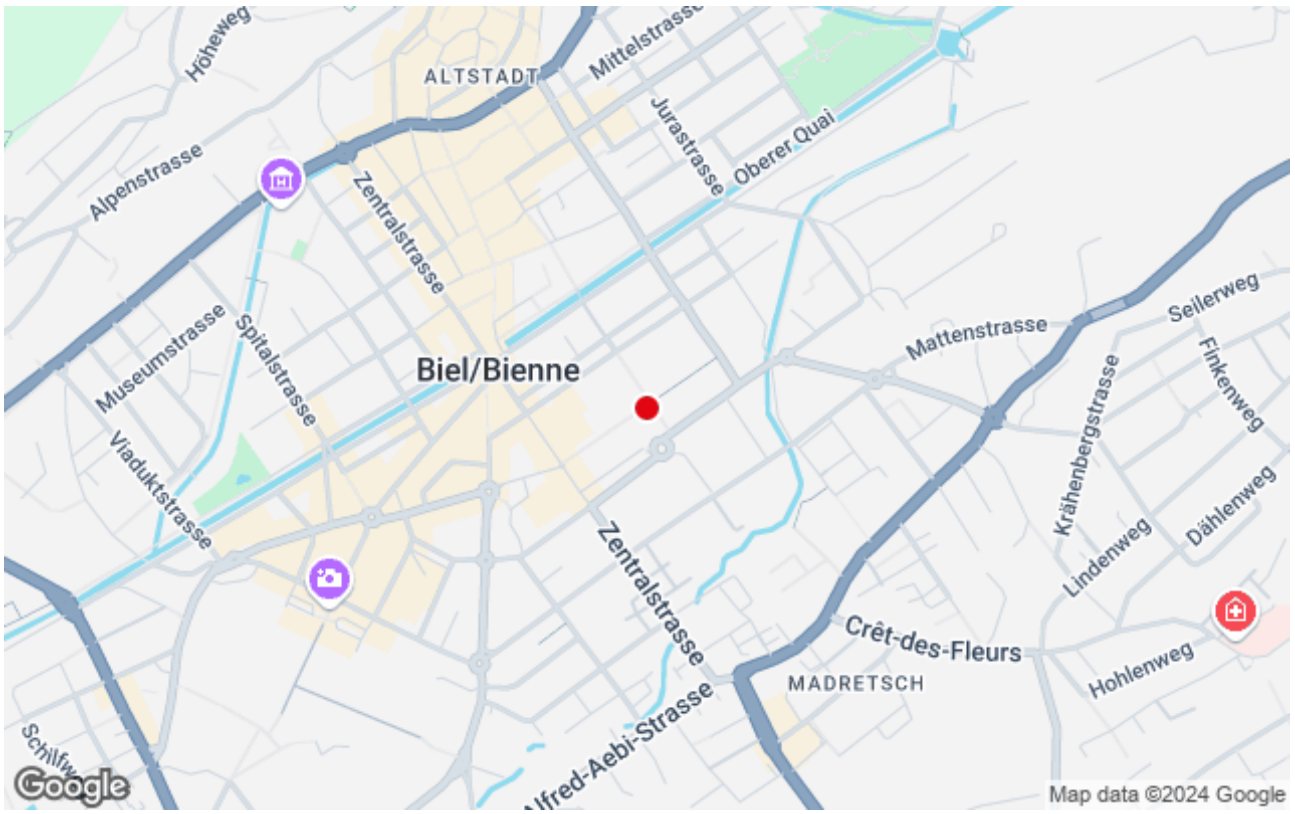 Höheweg
ALTSTADT
Mittelstrasse
Jurastrasse
Oberer Quai
Alpenstrasse
Zentralstrasse
Museumstrasse
Spitalstrasse
Biel/Bienne
Mattenstrasse
Seilerweg
Finkenweg
Krähenbergstrasse
Viaduktstrasse
Dählenweg
Lindenweg
Zentralstrasse
Crêt-des-Fleurs
Hohlenweg
MADRETSCH
Alfred-Aebi-Strasse
Schilfw
Google
Map data ©2024 Google